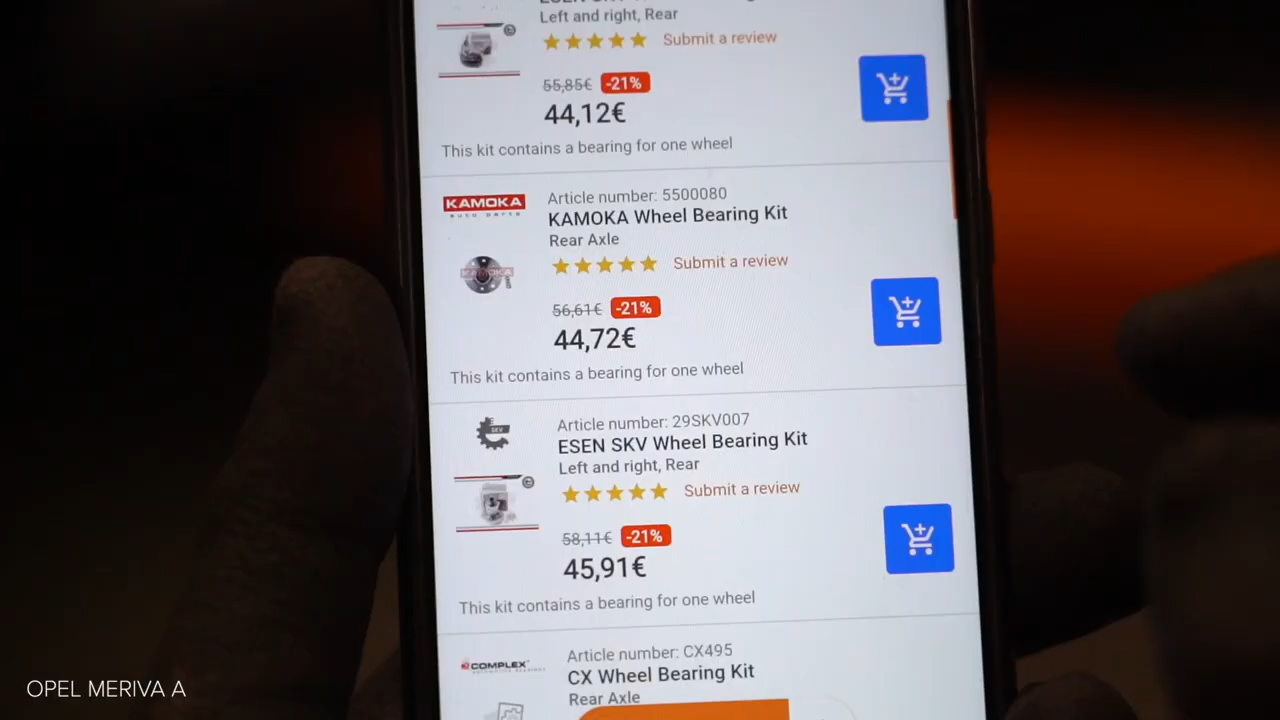 Left and right, Rear
Submit a review
55,85€ -21%
44,12€
This kit contains a bearing for one wheel
KAMOKA
auto parts
Article number: 5500080
KAMOKA Wheel Bearing Kit
Rear Axle
KAMOKA
Submit a review
56,61€ -21%
44,72€
This kit contains a bearing for one wheel
SKV
Article number: 29SKV007
ESEN SKV Wheel Bearing Kit
Left and right, Rear
Submit a review
58,11€ -21%
45,91€
This kit contains a bearing for one wheel
COMPLEX
Article number: CX495
CX Wheel Bearing Kit
Rear Axle
OPEL MERIVA A